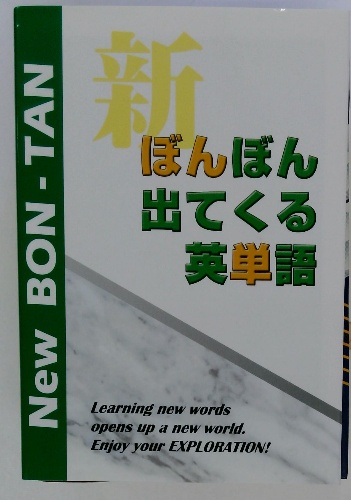 New BON-TAN
新
ぼんぼん
出てくる
英単語
Learning new words
opens up a new world.
Enjoy your EXPLORATION!